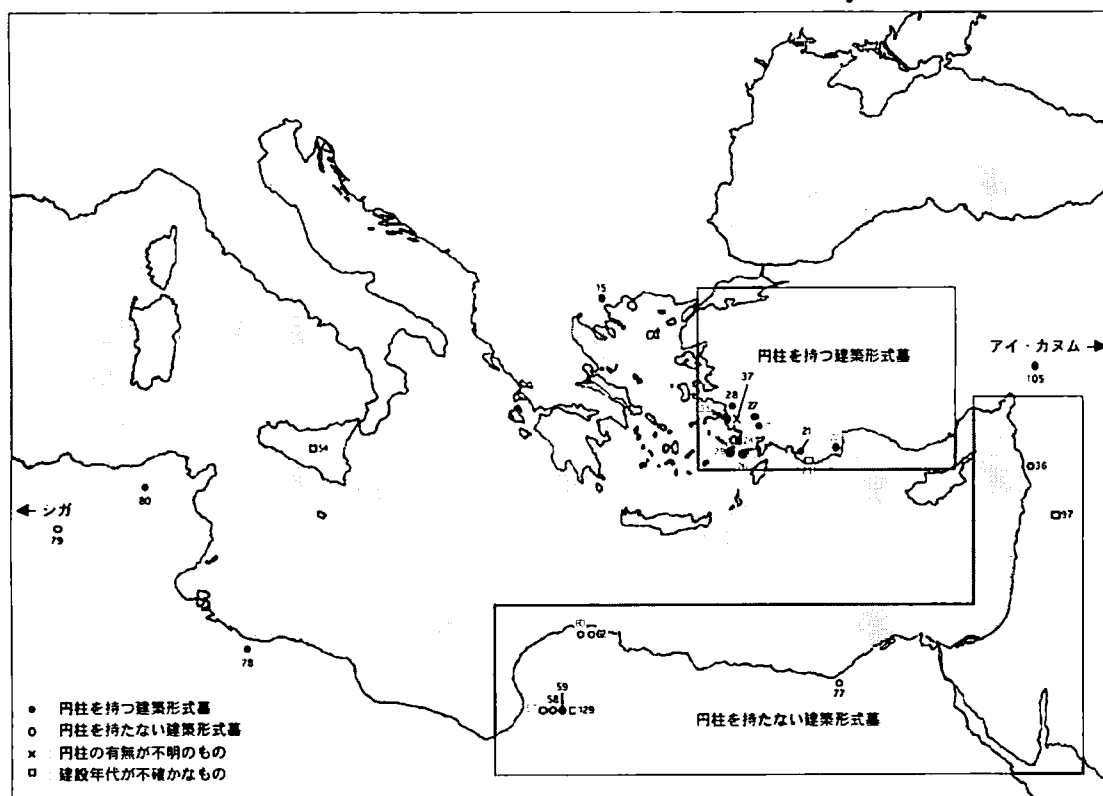 15
円柱を持つ建築形式墓
アイ・カヌム →
105
37
28
27
21
36
54
80
← シガ
79
97
78
62
59
58
129
77
円柱を持たない建築形式墓
● 円柱を持つ建築形式墓
○ 円柱を持たない建築形式墓
× 円柱の有無が不明のもの
□ 建設年代が不確かなもの